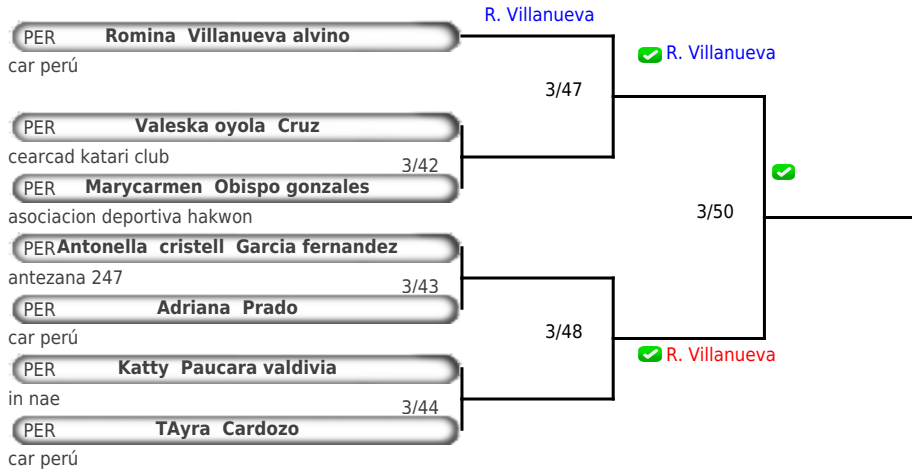 R. Villanueva
PER Romina Villanueva alvino
car perú
R. Villanueva
3/47
PER Valeska oyola Cruz
cearcad katari club
3/42
PER Marycarmen Obispo gonzales
asociacion deportiva hakwon
3/50
PER Antonella cristell Garcia fernandez
antezana 247
3/43
PER Adriana Prado
car perú
3/48
R. Villanueva
PER Katty Paucara valdivia
in nae
3/44
PER TAyra Cardozo
car perú